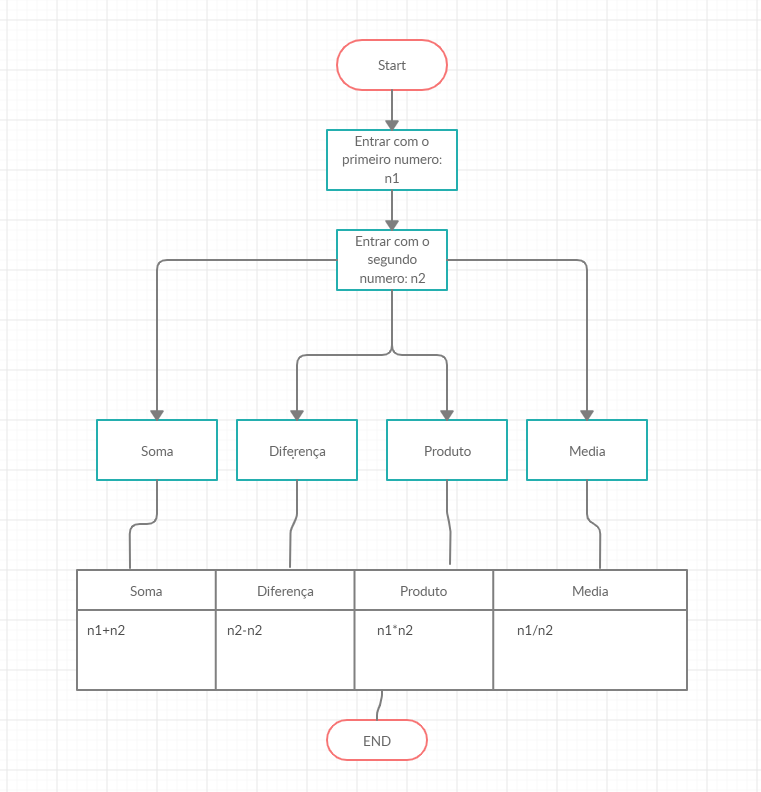 Start
Entrar com o
primeiro numero:
n1
Entrar com o
segundo
numero: n2
Soma
Diferença
Produto
Media
Soma
Diferença
Produto
Media
n1+n2
n2-n2
n1*n2
n1/n2
END